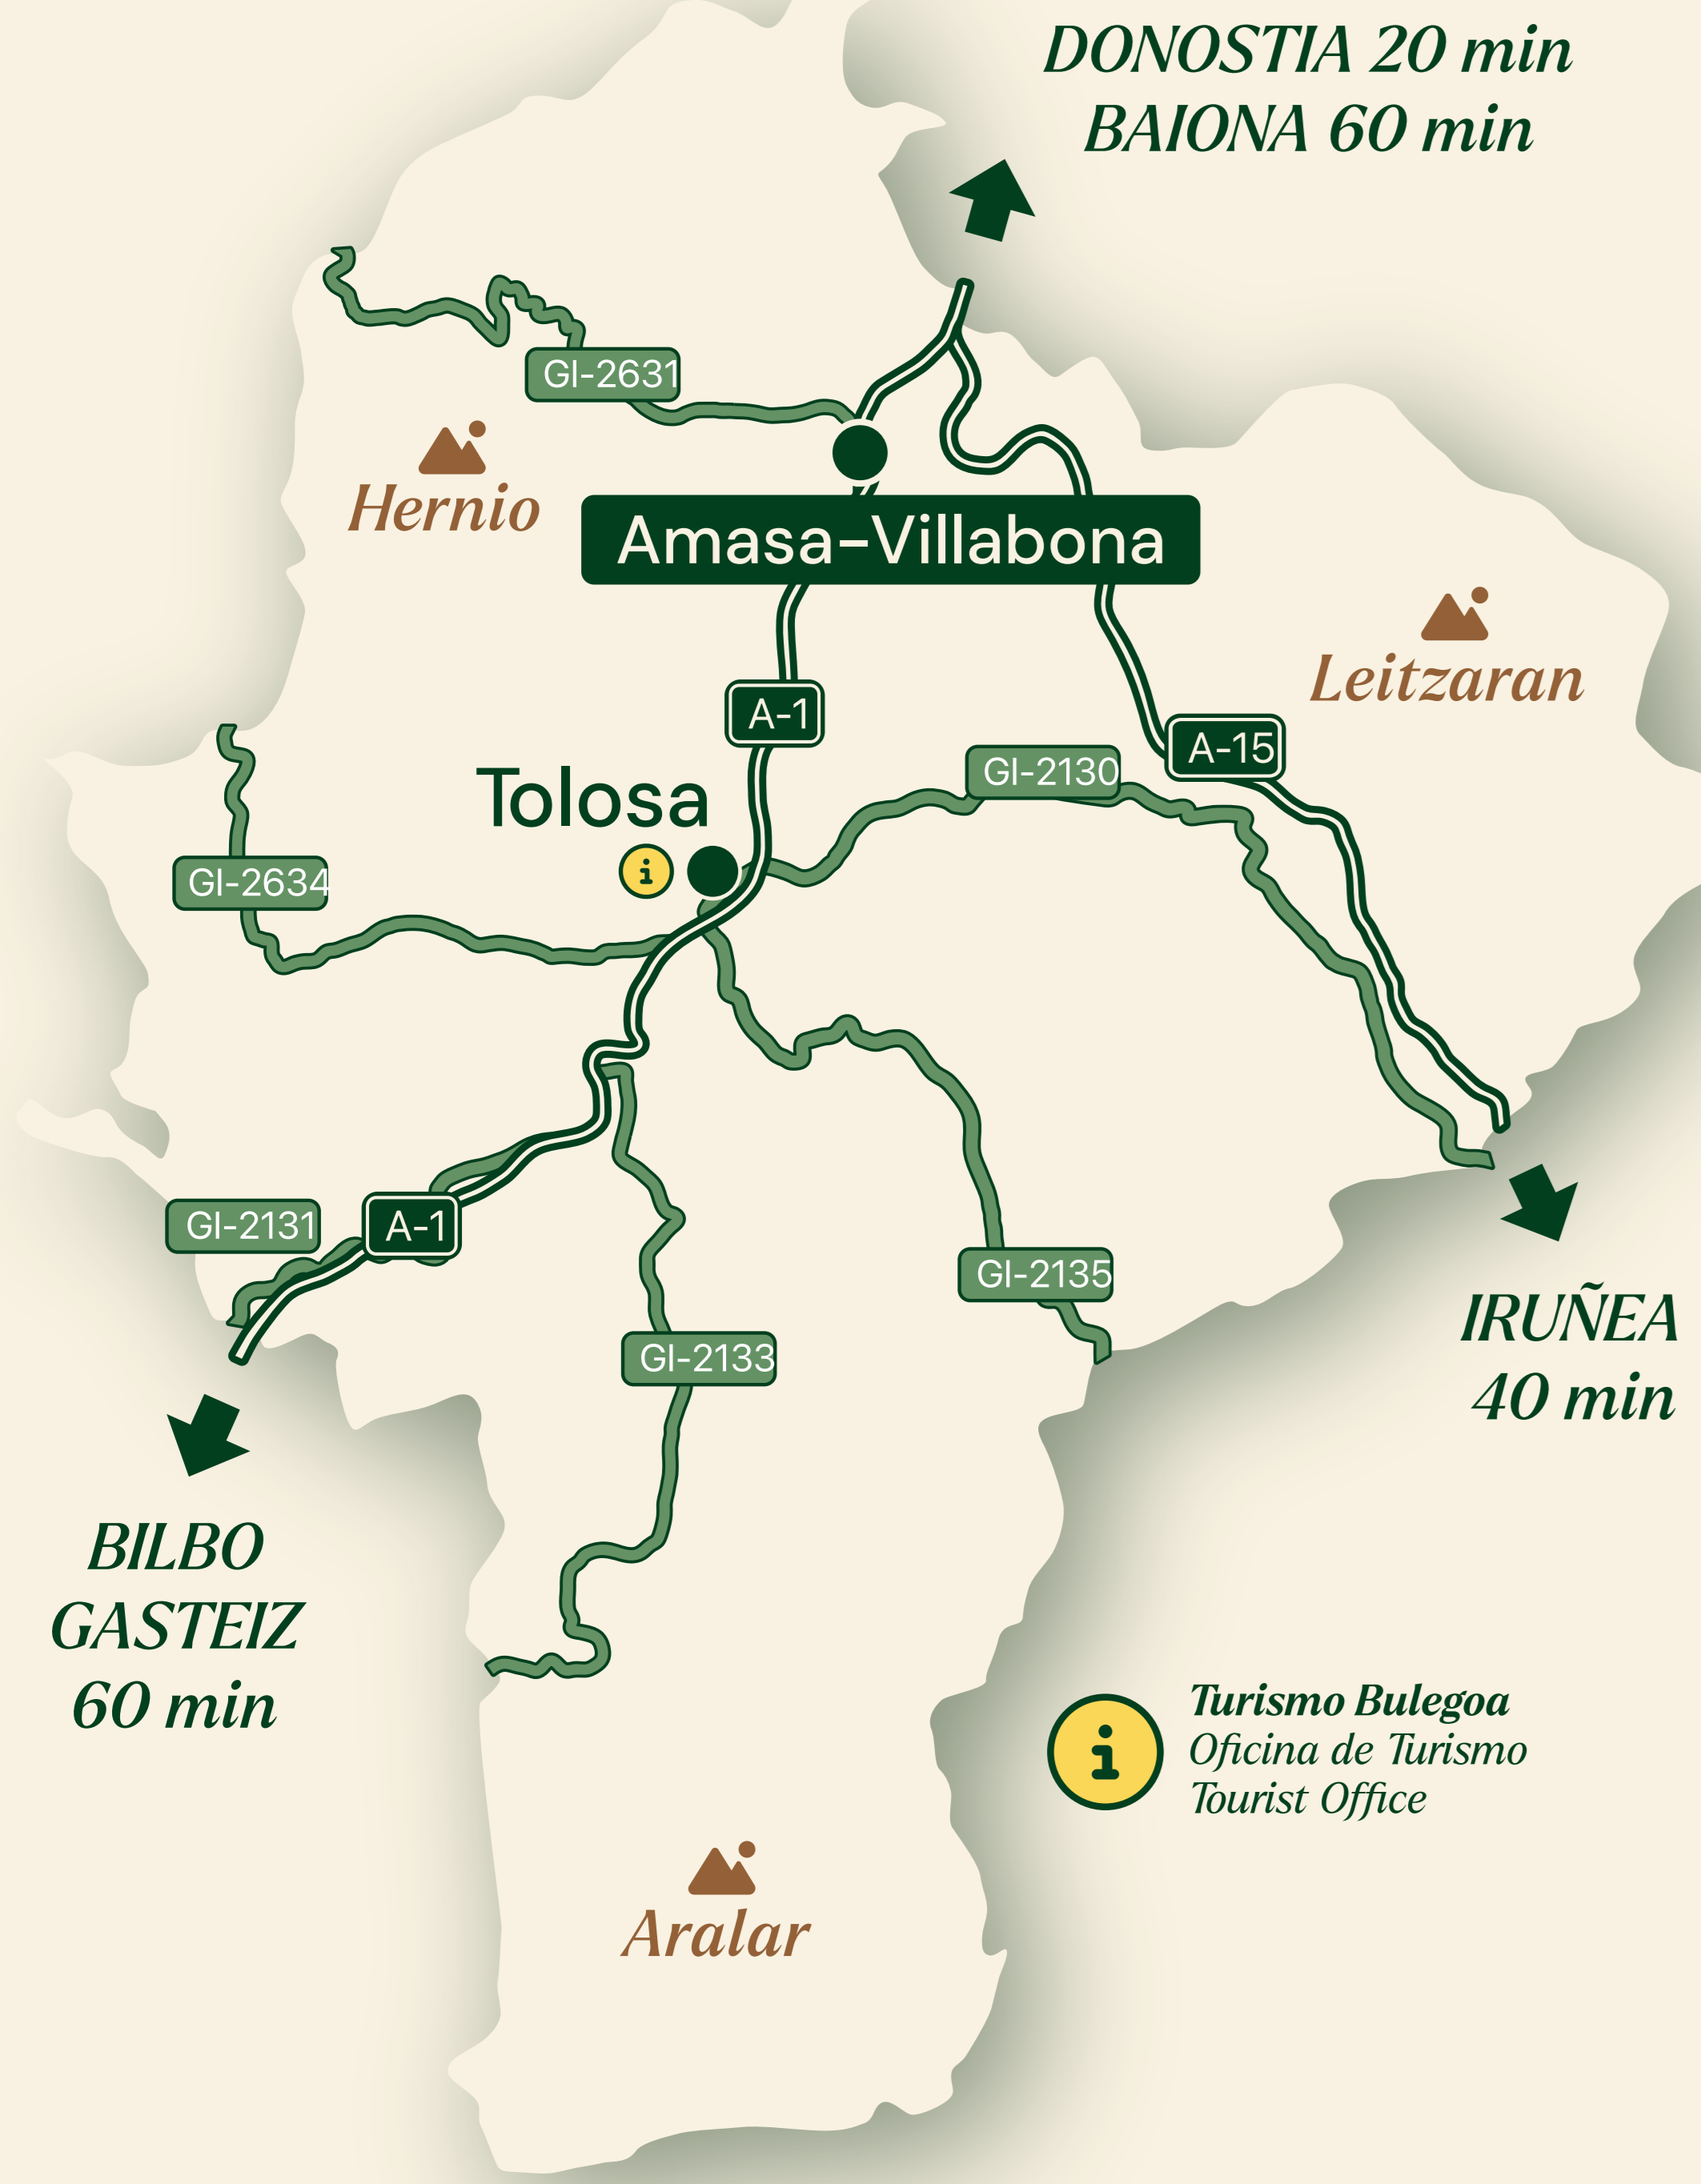 DONOSTIA 20 min
BAIONA 60 min
GI-2631
Hernio
Amasa-Villabona
Leitzaran
A-1
A-15
GI-2130
Tolosa
i
GI-2634
GI-2131
A-1
GI-2135
IRUÑEA
40 min
GI-2133
BILBO
GASTEIZ
60 min
i
Turismo Bulegoa
Oficina de Turismo
Tourist Office
Aralar